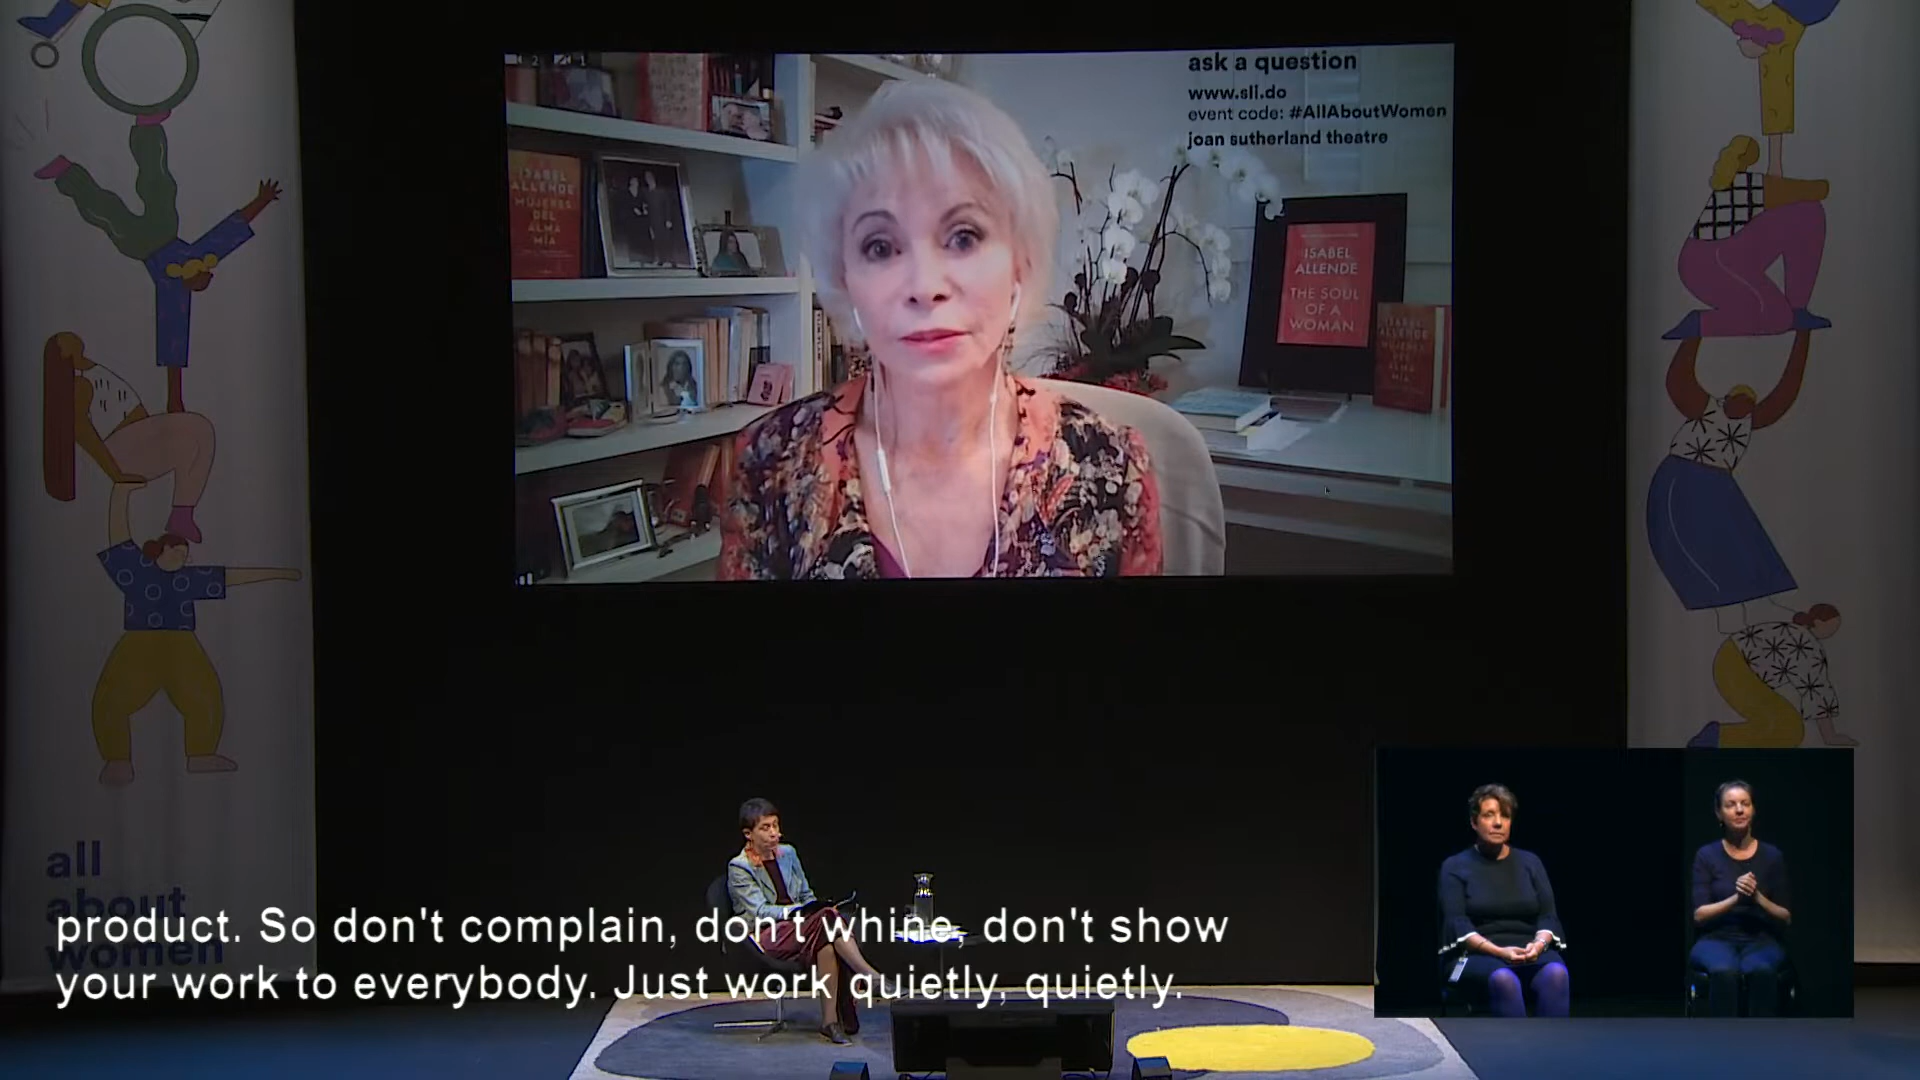 ask a question
www.sli.do
event code: #AllAboutWomen
joan sutherland theatre
ISABEL
ALLENDE
MUJERES
DEL
ALMA
MÍA
ISABEL
ALLENDE
THE SOUL
OF A
WOMAN
ISABEL
ALLENDE
MUJERES
DEL
ALMA
MÍA
all
about
women
product. So don't complain, don't whine, don't show
your work to everybody. Just work quietly, quietly.